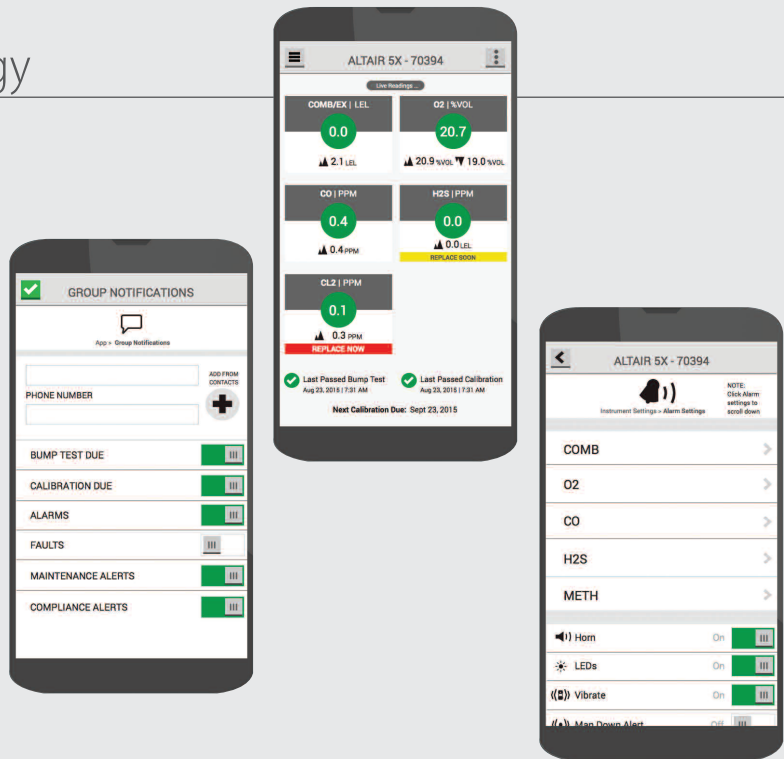 gy
ALTAIR 5X - 70394
Live Readings ..
COMB/EX | LEL
0.0
2.1 LEL
O2 | %VOL
20.7
20.9 %VOL 19.0 %VOL
CO | PPM
0.4
0.4 PPM
H2S | PPM
0.0
0.0 LEL
REPLACE SOON
CL2 | PPM
0.1
0.3 PPM
REPLACE NOW
Last Passed Bump Test
Aug 23, 2015 | 7:31 AM
Last Passed Calibration
Aug 23, 2015 | 7:31 AM
Next Calibration Due: Sept 23, 2015
GROUP NOTIFICATIONS
App > Group Notifications
ADD FROM
CONTACTS
PHONE NUMBER
BUMP TEST DUE
CALIBRATION DUE
ALARMS
FAULTS
MAINTENANCE ALERTS
COMPLIANCE ALERTS
ALTAIR 5X - 70394
NOTE:
Click Alarm
settings to
scroll down
Instrument Settings > Alarm Settings
COMB
O2
CO
H2S
METH
Horn On
LEDs On
Vibrate On
Man Down Alert Off